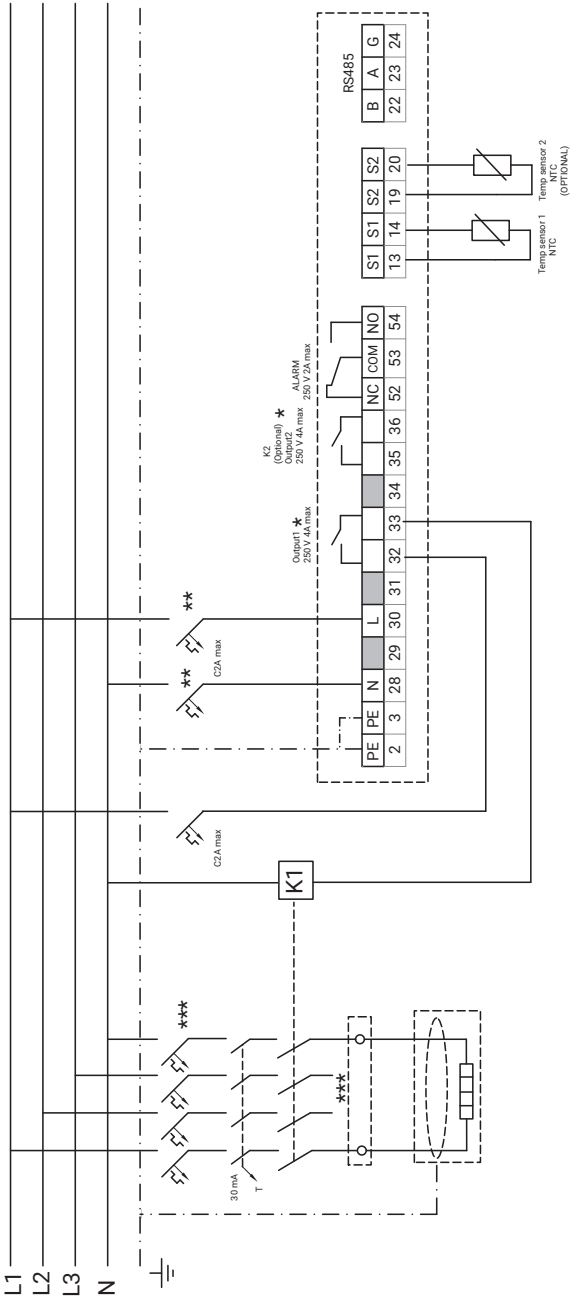 L1
L2
L3
N
30 mA
T
***
***
K1
C2A max
**
**
C2A max
Output1 *
250 V 4A max
K2
(Optional) *
Output2
250 V 4A max
ALARM
250 V 2A max
RS485
PE PE N L NC COM NO S1 S1 S2 S2 B A G
2 3 28 29 30 31 32 33 34 35 36 52 53 54 13 14 19 20 22 23 24
Temp sensor 1
NTC
Temp sensor 2
NTC
(OPTIONAL)